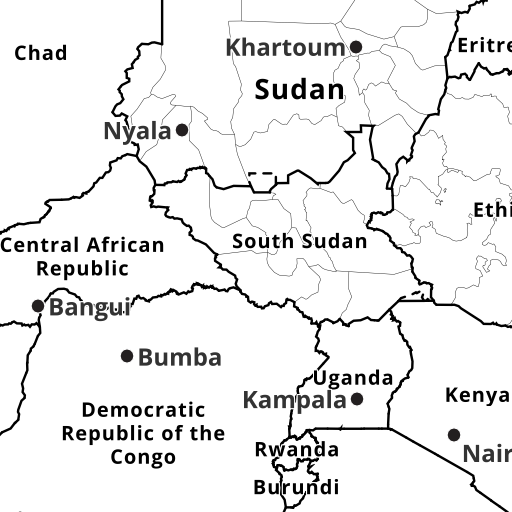 Khartoum
Eritre
Chad
Sudan
Nyala
Ethi
South Sudan
Central African
Republic
Bangui
Bumba
Uganda
Kampala
Kenya
Democratic
Republic of the
Congo
Nair
Rwanda
Burundi